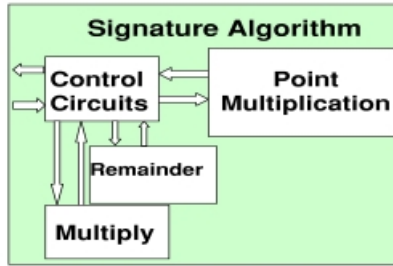 Signature Algorithm
Control
Circuits
Point
Multiplication
Remainder
Multiply